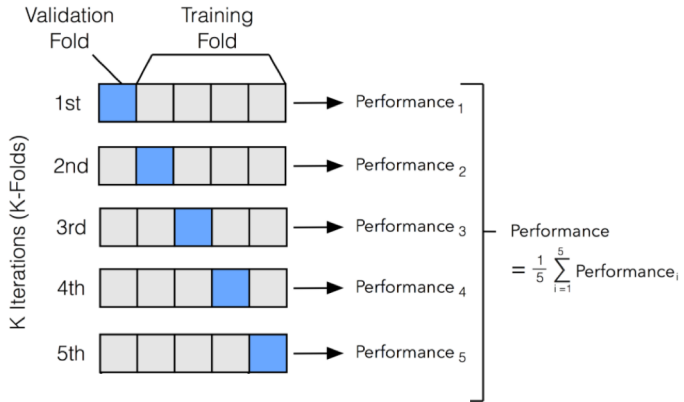 Validation
Fold
Training
Fold
K Iterations (K-Folds)
1st
Performance 1
2nd
Performance 2
3rd
Performance 3
4th
Performance 4
5th
Performance 5
Performance
= 1/5 5 ∑ i=1 Performance i